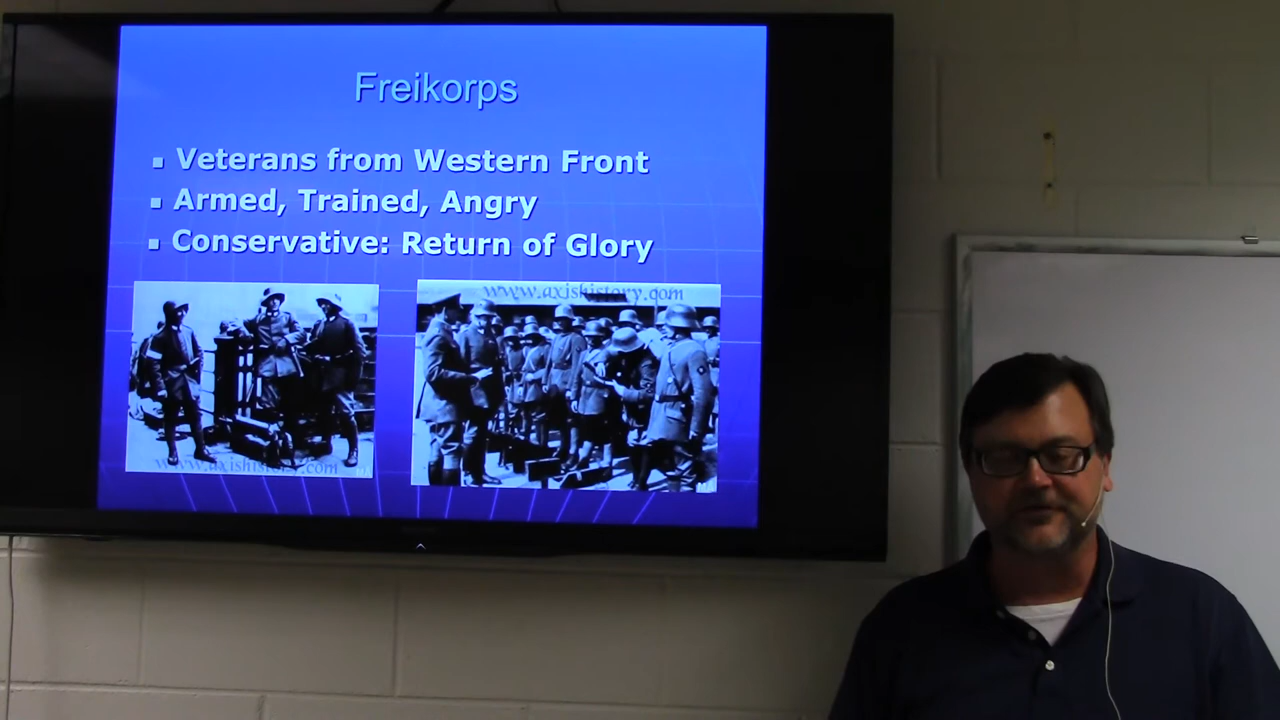 Freikorps
Veterans from Western Front
Armed, Trained, Angry
Conservative: Return of Glory
www.axishistory.com
www.axishistory.com